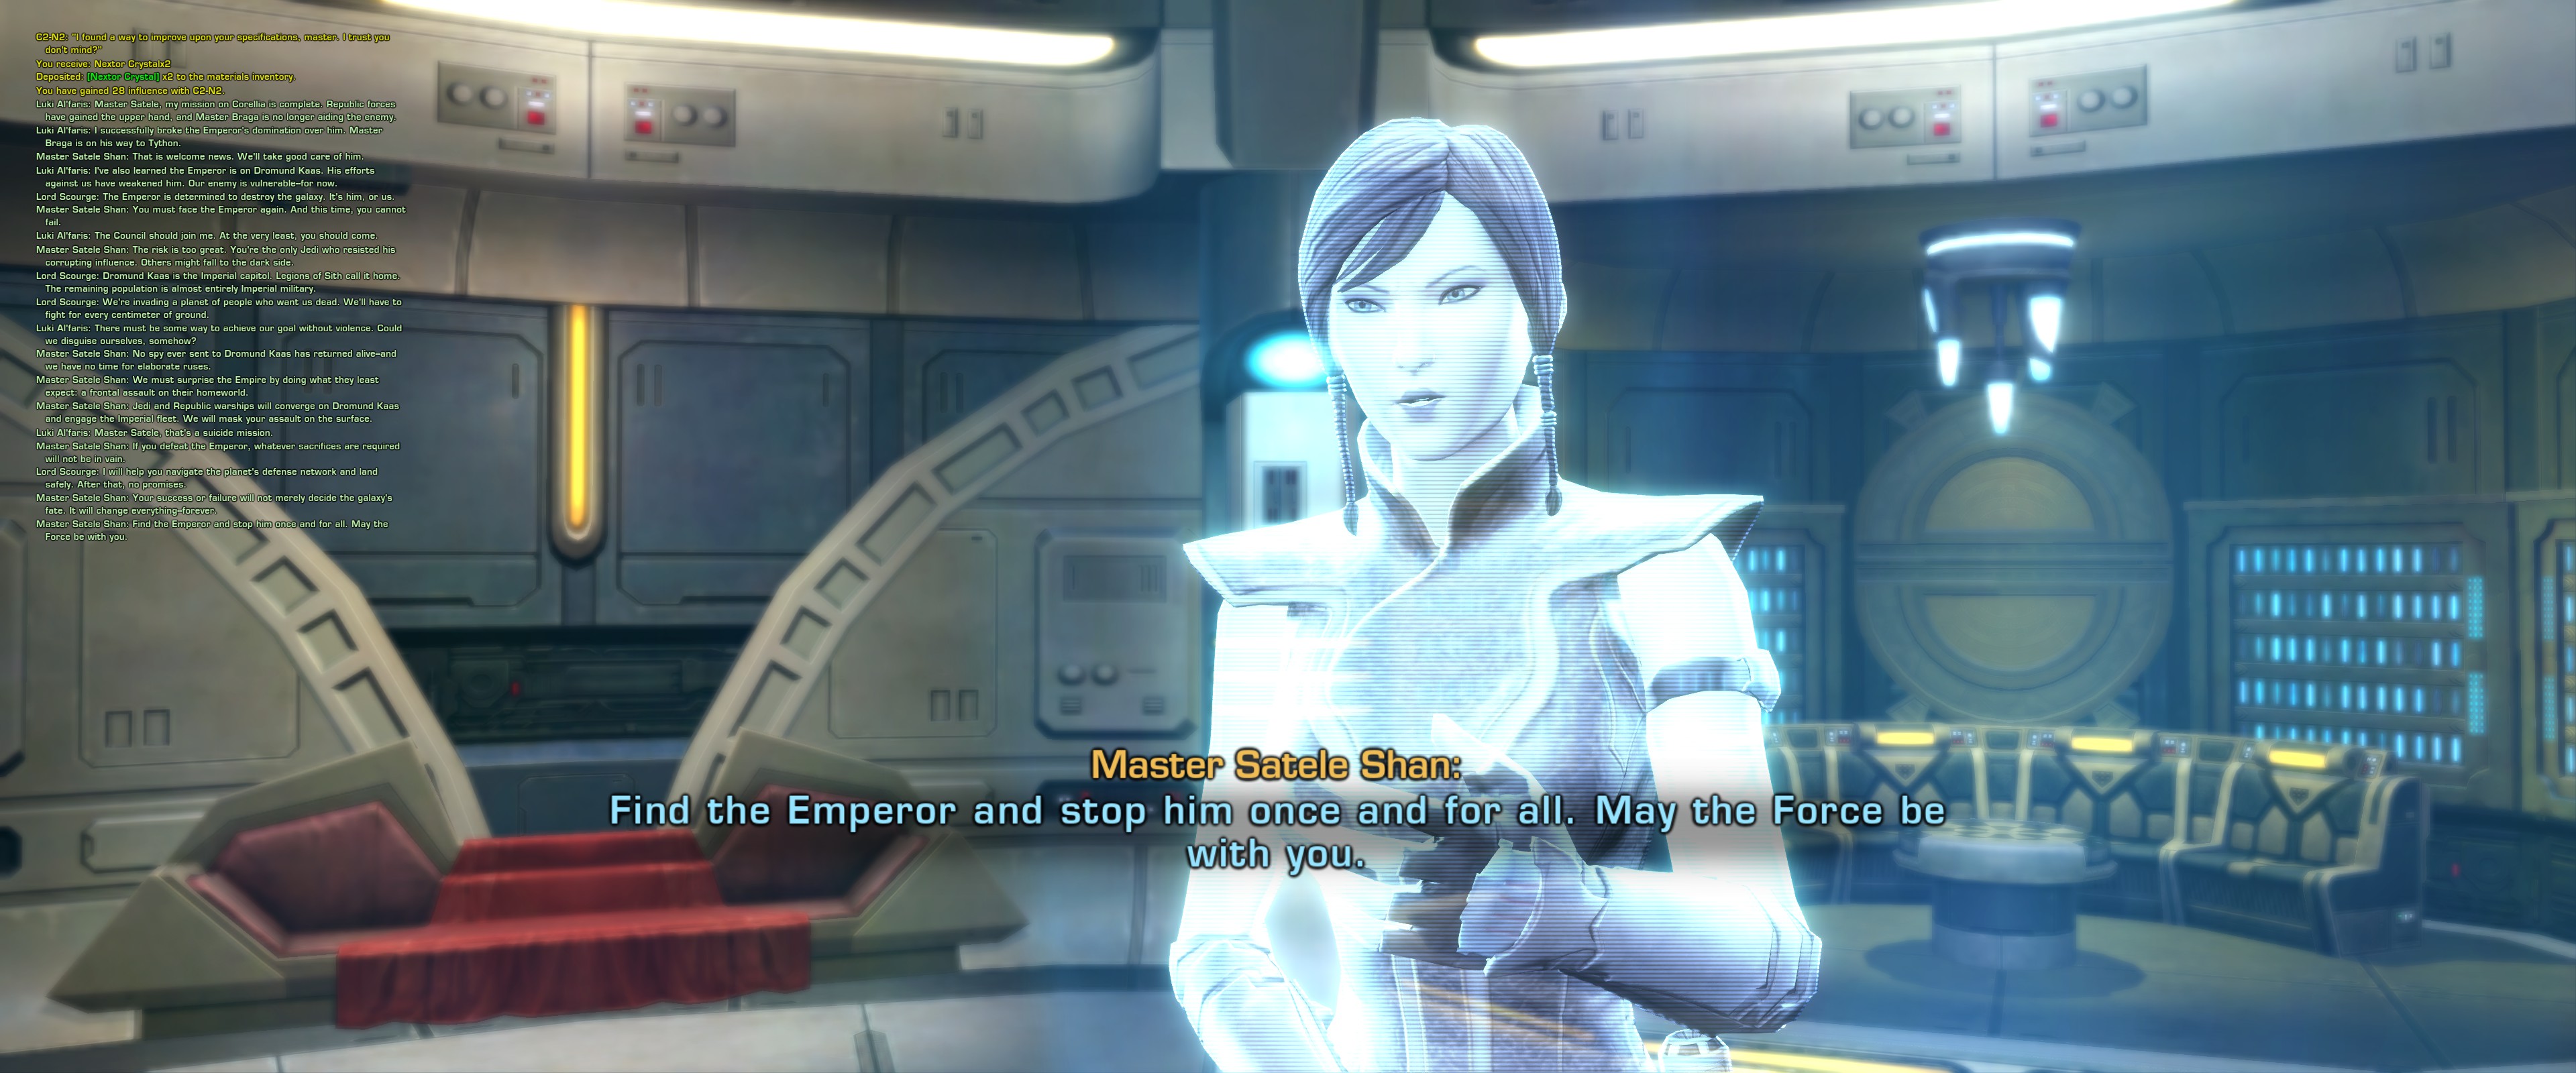 C2-N2: "I found a way to improve upon your specifications, master. I trust you
don't mind?"
You receive: Nextor Crystalx2
Deposited: [Nextor Crystal] x2 to the materials inventory.
You have gained 28 influence with C2-N2.
Luki Al'faris: Master Satele, my mission on Corellia is complete. Republic forces
have gained the upper hand, and Master Braga is no longer aiding the enemy.
Luki Al'faris: I successfully broke the Emperor's domination over him. Master
Braga is on his way to Tython.
Master Satele Shan: That is welcome news. We'll take good care of him.
Luki Al'faris: I've also learned the Emperor is on Dromund Kaas. His efforts
against us have weakened him. Our enemy is vulnerable–for now.
Lord Scourge: The Emperor is determined to destroy the galaxy. It's him, or us.
Master Satele Shan: You must face the Emperor again. And this time, you cannot
fail.
Luki Al'faris: The Council should join me. At the very least, you should come.
Master Satele Shan: The risk is too great. You're the only Jedi who resisted his
corrupting influence. Others might fall to the dark side.
Lord Scourge: Dromund Kaas is the Imperial capitol. Legions of Sith call it home.
The remaining population is almost entirely Imperial military.
Lord Scourge: We're invading a planet of people who want us dead. We'll have to
fight for every centimeter of ground.
Luki Al'faris: There must be some way to achieve our goal without violence. Could
we disguise ourselves, somehow?
Master Satele Shan: No spy ever sent to Dromund Kaas has returned alive–and
we have no time for elaborate ruses.
Master Satele Shan: We must surprise the Empire by doing what they least
expect: a frontal assault on their homeworld.
Master Satele Shan: Jedi and Republic warships will converge on Dromund Kaas
and engage the Imperial fleet. We will mask your assault on the surface.
Luki Al'faris: Master Satele, that's a suicide mission.
Master Satele Shan: If you defeat the Emperor, whatever sacrifices are required
will not be in vain.
Lord Scourge: I will help you navigate the planet's defense network and land
safely. After that, no promises.
Master Satele Shan: Your success or failure will not merely decide the galaxy's
fate. It will change everything–forever.
Master Satele Shan: Find the Emperor and stop him once and for all. May the
Force be with you.
Master Satele Shan:
Find the Emperor and stop him once and for all. May the Force be
with you.